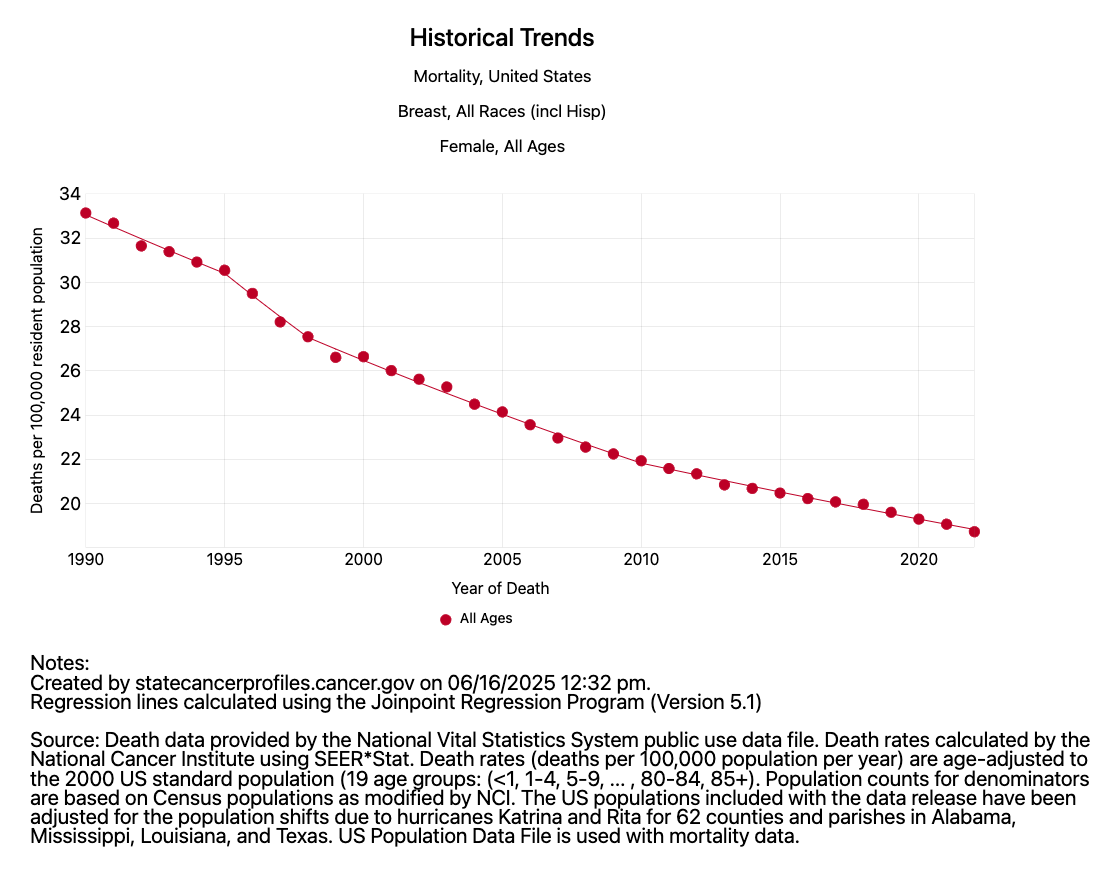 Historical Trends
Mortality, United States
Breast, All Races (incl Hisp)
Female, All Ages
Deaths per 100,000 resident population
34
32
30
28
26
24
22
20
1990 1995 2000 2005 2010 2015 2020
Year of Death
All Ages
Notes:
Created by statecancerprofiles.cancer.gov on 06/16/2025 12:32 pm.
Regression lines calculated using the Joinpoint Regression Program (Version 5.1)
Source: Death data provided by the National Vital Statistics System public use data file. Death rates calculated by the
National Cancer Institute using SEER*Stat. Death rates (deaths per 100,000 population per year) are age-adjusted to
the 2000 US standard population (19 age groups: (<1, 1-4, 5-9, ... , 80-84, 85+). Population counts for denominators
are based on Census populations as modified by NCI. The US populations included with the data release have been
adjusted for the population shifts due to hurricanes Katrina and Rita for 62 counties and parishes in Alabama,
Mississippi, Louisiana, and Texas. US Population Data File is used with mortality data.